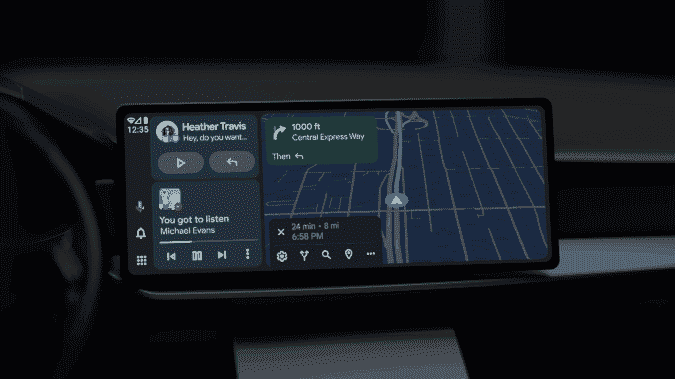 12:35
Heather Travis
Hey, do you want...
You got to listen
Michael Evans
1000 ft
Central Express Way
Then
24 min • 8 mi
6:58 PM